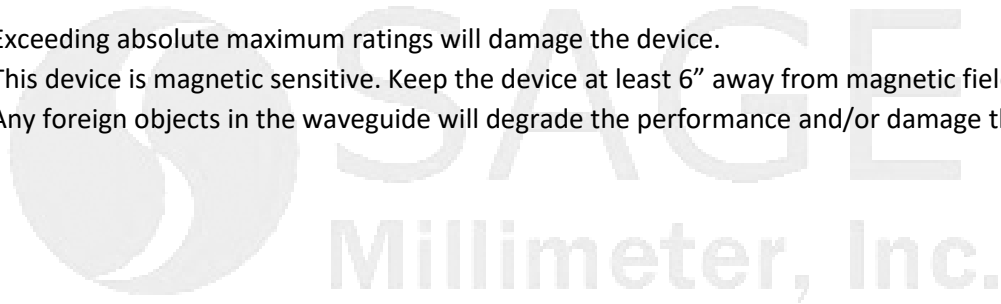 Exceeding absolute maximum ratings will damage the device.
This device is magnetic sensitive. Keep the device at least 6” away from magnetic
Any foreign objects in the waveguide will degrade the performance and/or damage
SAGE
Millimeter, Inc.